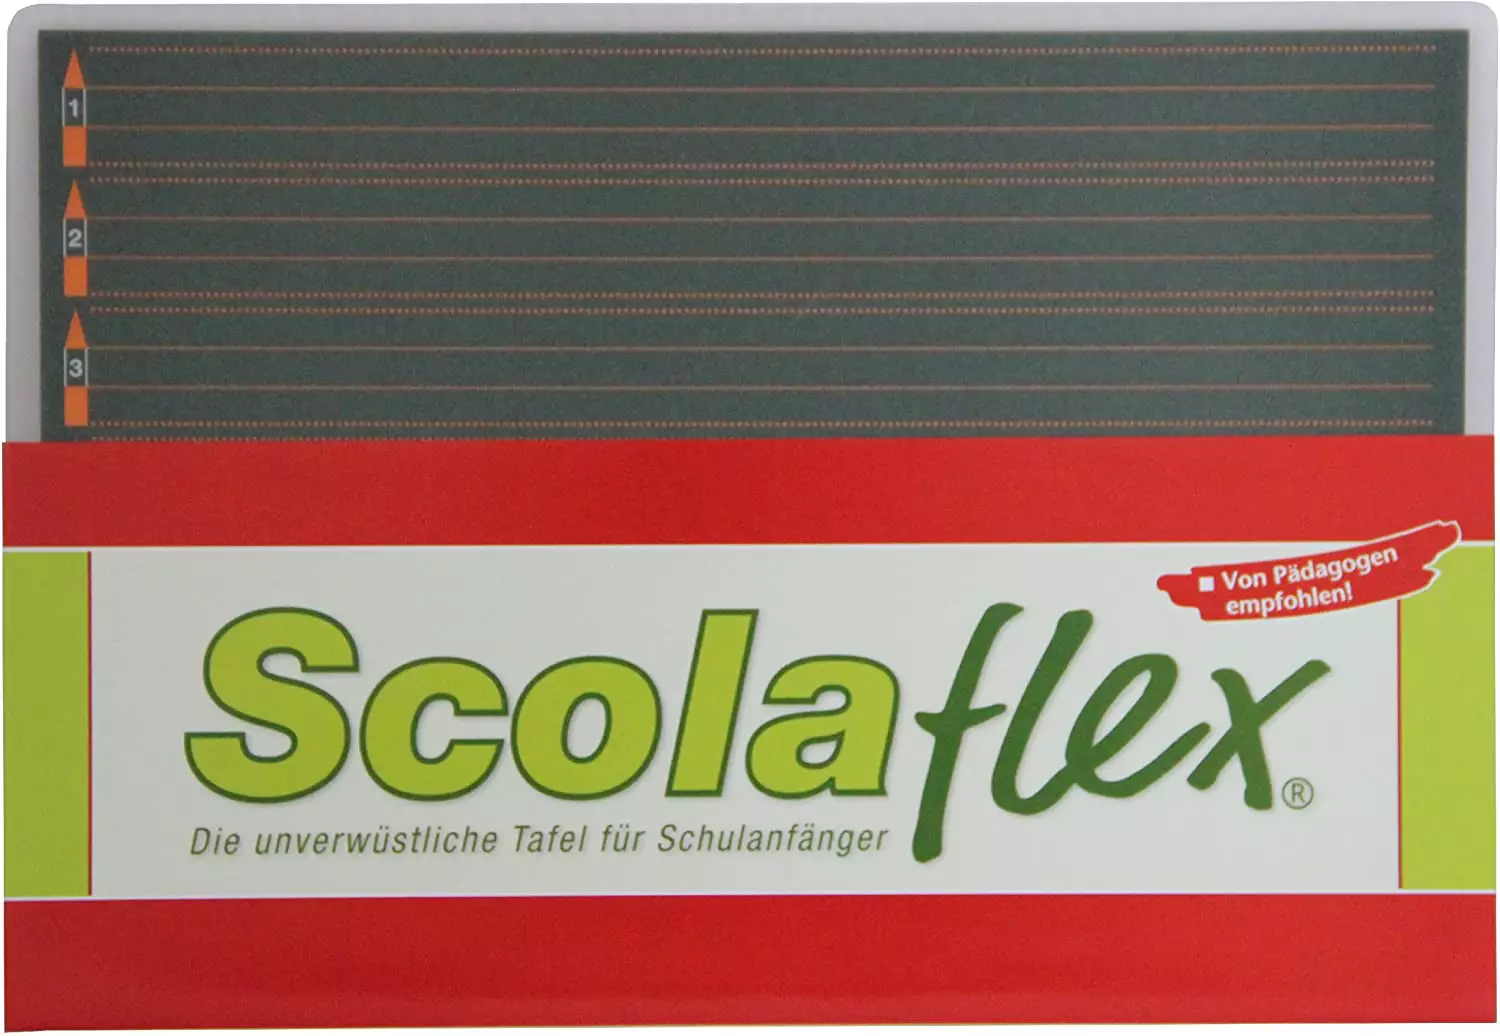 1
2
3
Von Pädagogen
empfohlen!
Scolaflex®
Die unverwüstliche Tafel für Schulanfänger